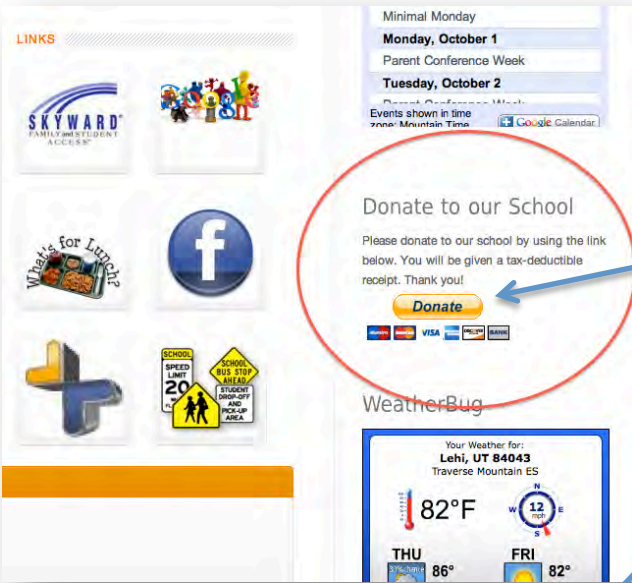 LINKS
SKYWARD
FAMILY and STUDENT
ACCESS
What's for Lunch?
f
SCHOOL
SPEED
LIMIT
20
SCHOOL
BUS STOP
AHEAD
STUDENT
DROP-OFF
AND
PICK-UP
AREA
Minimal Monday
Monday, October 1
Parent Conference Week
Tuesday, October 2
Parent Conference Week
Events shown in time
zone: Mountain Time
Google Calendar
Donate to our School
Please donate to our school by using the link
below. You will be given a tax-deductible
receipt. Thank you!
Donate
VISA
BANK
WeatherBug
Your Weather for:
Lehi, UT 84043
Traverse Mountain ES
82°F
N
W 12 E
mph
S
THU
86°
FRI
82°